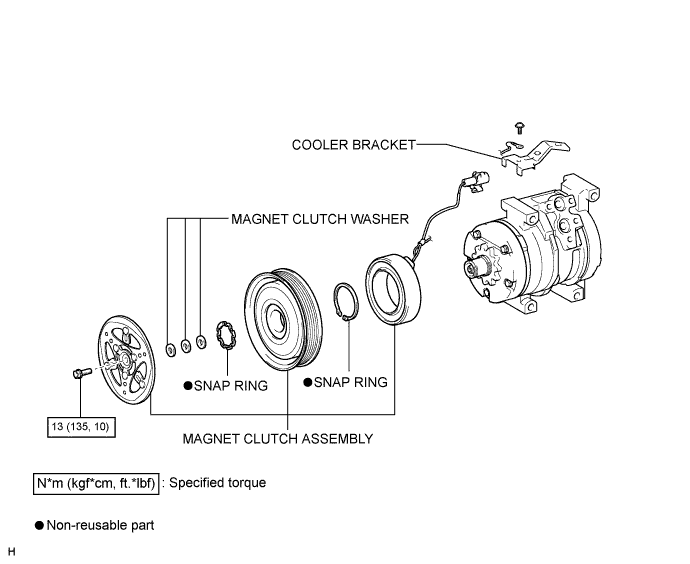 COOLER BRACKET
MAGNET CLUTCH WASHER
●SNAP RING
●SNAP RING
13 (135, 10)
MAGNET CLUTCH ASSEMBLY
N*m (kgf*cm, ft.*lbf) : Specified torque
● Non-reusable part
H